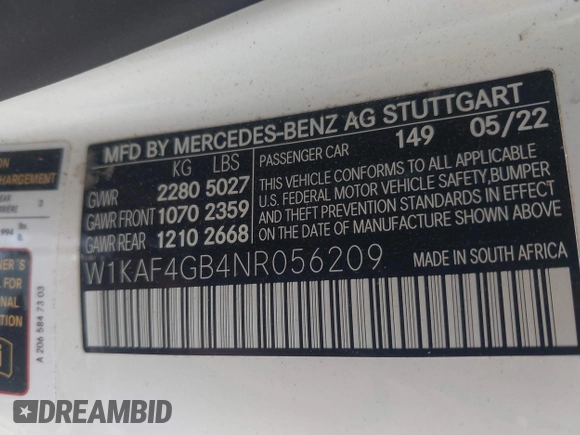 MFD BY MERCEDES-BENZ AG STUTTGART
KG LBS PASSENGER CAR 149 05/22
GVWR 2280 5027
GAWR FRONT 1070 2359
GAWR REAR 1210 2668
THIS VEHICLE CONFORMS TO ALL APPLICABLE
U.S. FEDERAL MOTOR VEHICLE SAFETY, BUMPER
AND THEFT PREVENTION STANDARDS IN EFFECT
ON THE DATE OF MANUFACTURE SHOWN ABOVE.
W1KAF4GB4NR056209 MADE IN SOUTH AFRICA
A 206 584 73 03
DREAMBID